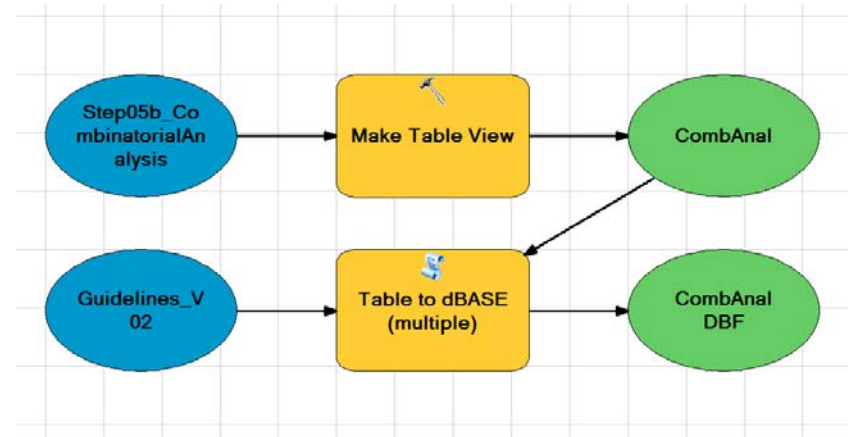 Step05b_Co
mbinatorialAn
alysis
Make Table View
CombAnal
Guidelines_V
02
Table to dBASE
(multiple)
CombAnal
DBF